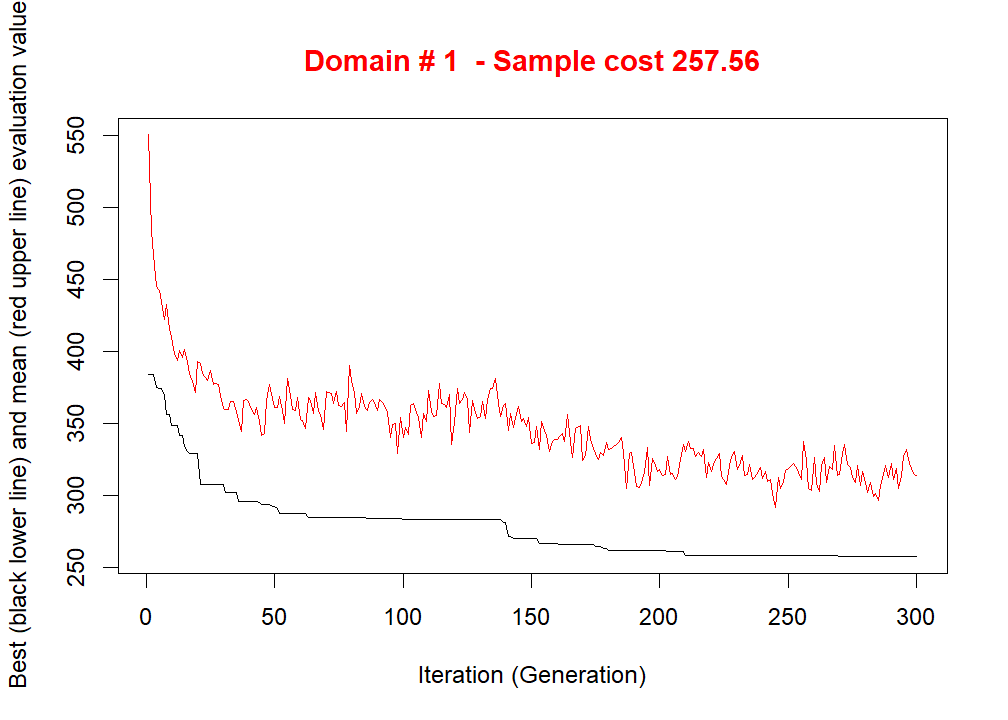 Domain # 1  - Sample cost 257.56
Best (black lower line) and mean (red upper line) evaluation value
550
500
450
400
350
300
250
0 50 100 150 200 250 300
Iteration (Generation)